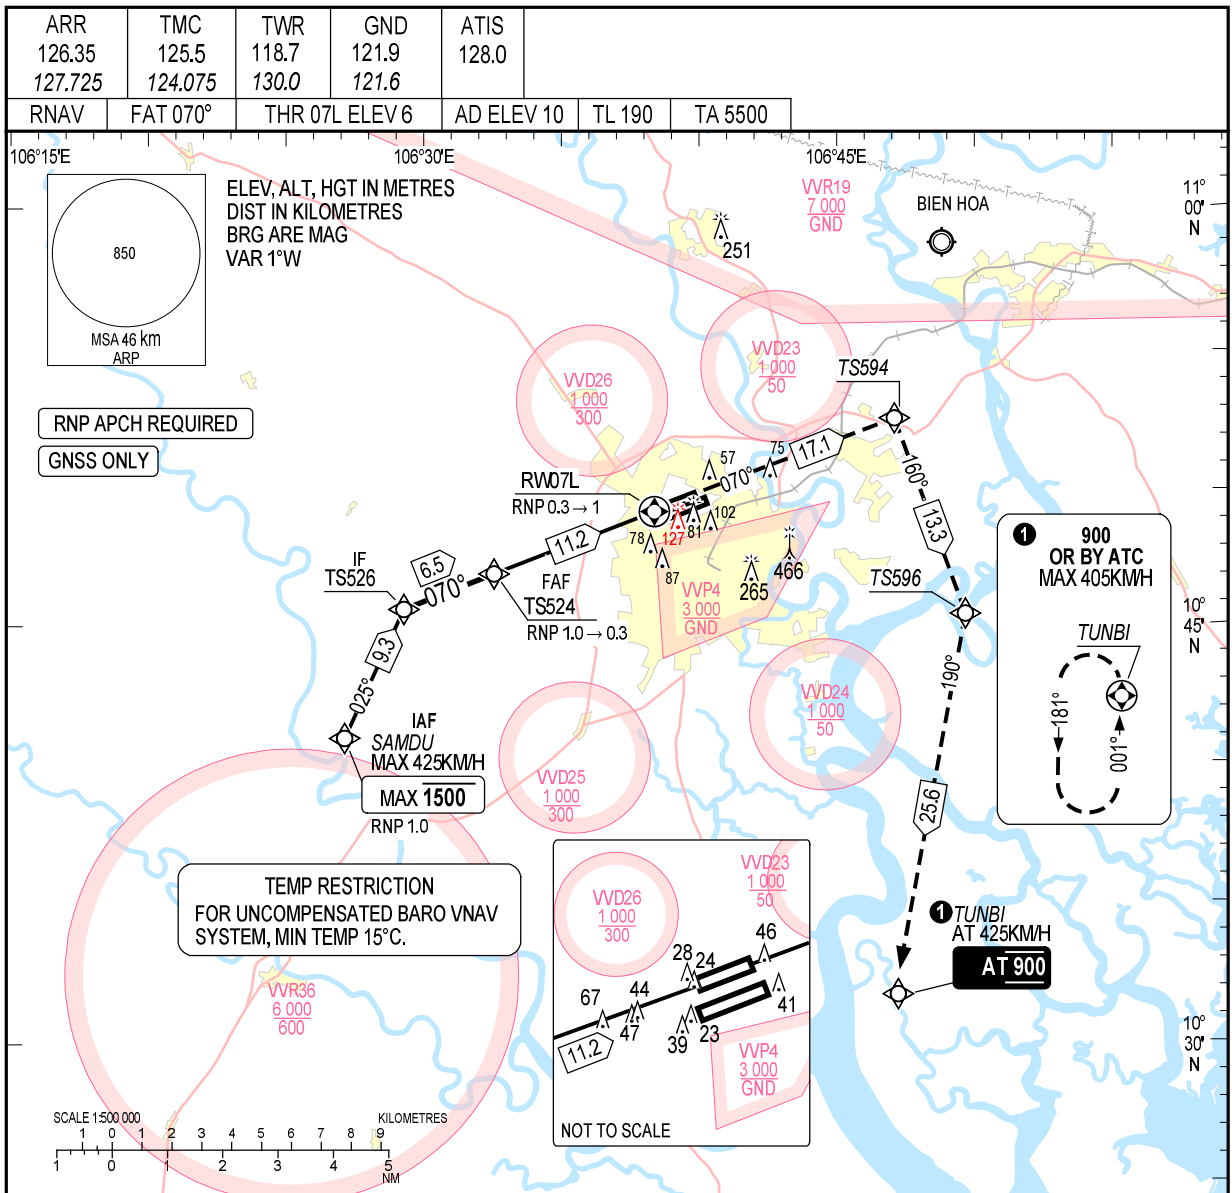 ARR TMC TWR GND ATIS
126.35 125.5 118.7 121.9 128.0
127.725 124.075 130.0 121.6
RNAV FAT 070° THR 07L ELEV 6 AD ELEV 10 TL 190 TA 5500
106°15'E 106°30'E 106°45'E
850
MSA 46 km
ARP
ELEV, ALT, HGT IN METRES
DIST IN KILOMETRES
BRG ARE MAG
VAR 1°W
RNP APCH REQUIRED
GNSS ONLY
251
VVR19
7 000
GND
BIEN HOA
11°
00'
N
VVD26
1 000
300
VVD23
1 000
50
TS594
17.1
070°
75
57
RW07L
RNP 0.3 → 1
127
81
102
78
87
11.2
IF
TS526
6.5
070°
FAF
TS524
RNP 1.0 → 0.3
VVP4
3 000
GND
265
466
160°
13.3
TS596
10°
45'
N
1
900
OR BY ATC
MAX 405KM/H
TUNBI
181°
001°
9.3
025°
IAF
SAMDU
MAX 425KM/H
MAX 1500
RNP 1.0
VVD25
1 000
300
VVD24
1 000
50
190°
25.6
1 TUNBI
AT 425KM/H
AT 900
TEMP RESTRICTION
FOR UNCOMPENSATED BARO VNAV
SYSTEM, MIN TEMP 15°C.
VVR36
6 000
600
VVD26
1 000
300
VVD23
1 000
50
28
24
46
67
44
47
39
23
41
11.2
VVP4
3 000
GND
NOT TO SCALE
10°
30'
N
SCALE 1:500 000 KILOMETRES
1 0 1 2 3 4 5 6 7 8 9
1 0 1 2 3 4 5
NM